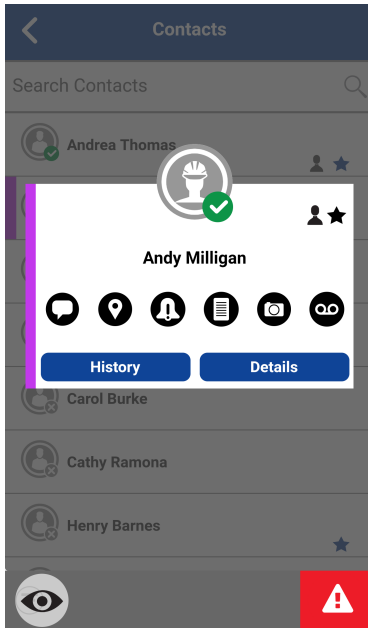 Contacts
Search Contacts
Andrea Thomas
Andy Milligan
History
Details
Carol Burke
Cathy Ramona
Henry Barnes